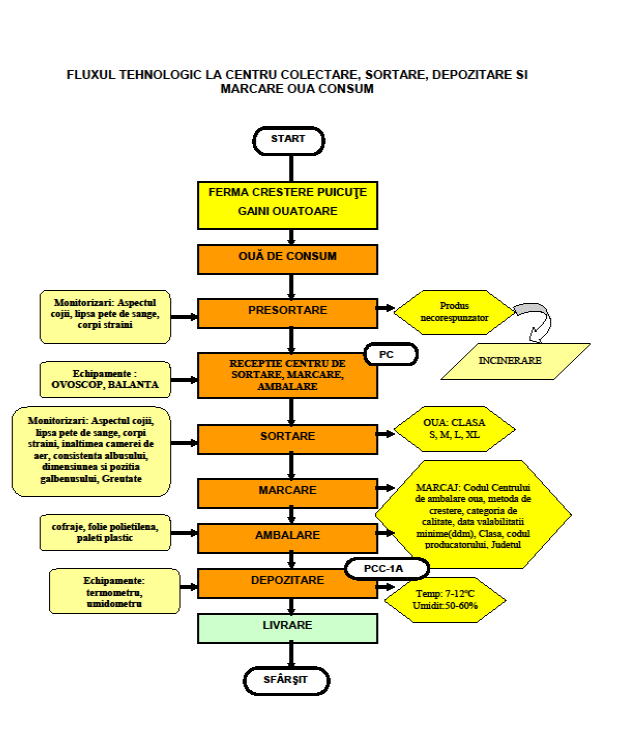 FLUXUL TEHNOLOGIC LA CENTRU COLECTARE, SORTARE, DEPOZITARE SI
MARCARE OUA CONSUM
START
FERMA CRESTERE PUICUŢE
GAINI OUATOARE
OUĂ DE CONSUM
Monitorizari: Aspectul
cojii, lipsa pete de sange,
corpi straini
PRESORTARE
Produs
necorespunzator
INCINERARE
PC
Echipamente :
OVOSCOP, BALANTA
RECEPTIE CENTRU DE
SORTARE, MARCARE,
AMBALARE
Monitorizari: Aspectul cojii,
lipsa pete de sange, corpi
straini, inaltimea camerei de
aer, consistenta albusului,
dimensiunea si pozitia
galbenusului, Greutate
SORTARE
OUA: CLASA
S, M, L, XL
MARCARE
MARCAJ: Codul Centrului
de ambalare oua, metoda de
crestere, categoria de
calitate, data valabilitatii
minime(ddm), Clasa, codul
producatorului, Judetul
cofraje, folie polietilena,
paleti plastic
AMBALARE
PCC-1A
Echipamente:
termometru,
umidometru
DEPOZITARE
Temp: 7-12ºC
Umidit:50-60%
LIVRARE
SFÂRŞIT